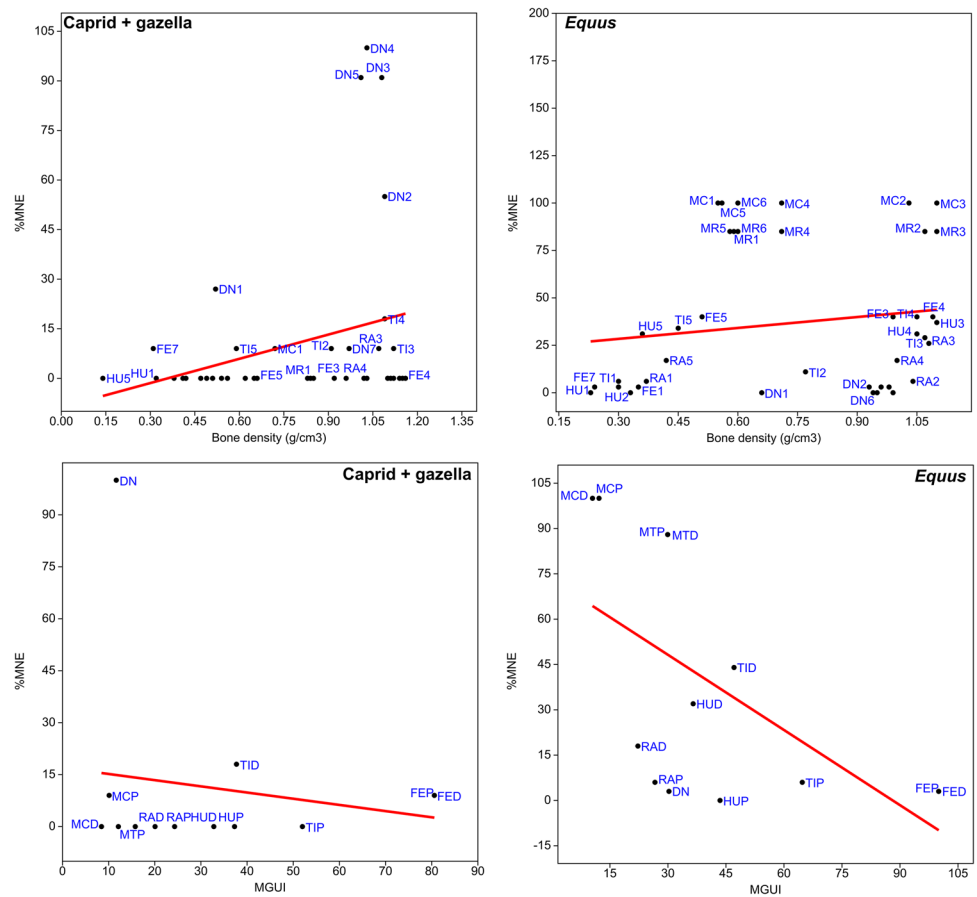 Caprid + gazella
105
90
75
60
45
30
15
0
%MNE
DN4
DN5 DN3
DN2
DN1
TI4
FE7 TI5 MC1 TI2 DN7 RA3 TI3
HU5 HU1 FE5 MR1 FE3 RA4 FE4
0.00 0.15 0.30 0.45 0.60 0.75 0.90 1.05 1.20 1.35
Bone density (g/cm3)
Equus
200
175
150
125
100
75
50
25
0
%MNE
MC1 MC5 MC6 MC4 MC2 MC3
MR5 MR1 MR6 MR4 MR2 MR3
HU5 TI5 FE5 FE3 TI4 FE4 HU3
HU4 TI3 RA3
RA5 RA4
TI2
FE7 TI1 RA1 DN2 RA2
HU1 HU2 FE1 DN1 DN6
0.15 0.30 0.45 0.60 0.75 0.90 1.05
Bone density (g/cm3)
Caprid + gazella
90
75
60
45
30
15
0
%MNE
DN
TID
MCP FEP FED
MCD MTP RAD RAP HUD HUP TIP
0 10 20 30 40 50 60 70 80 90
MGUI
Equus
105
90
75
60
45
30
15
0
-15
%MNE
MCD MCP
MTP MTD
TID
HUD
RAD
RAP TIP
DN FEP FED
HUP
15 30 45 60 75 90 105
MGUI